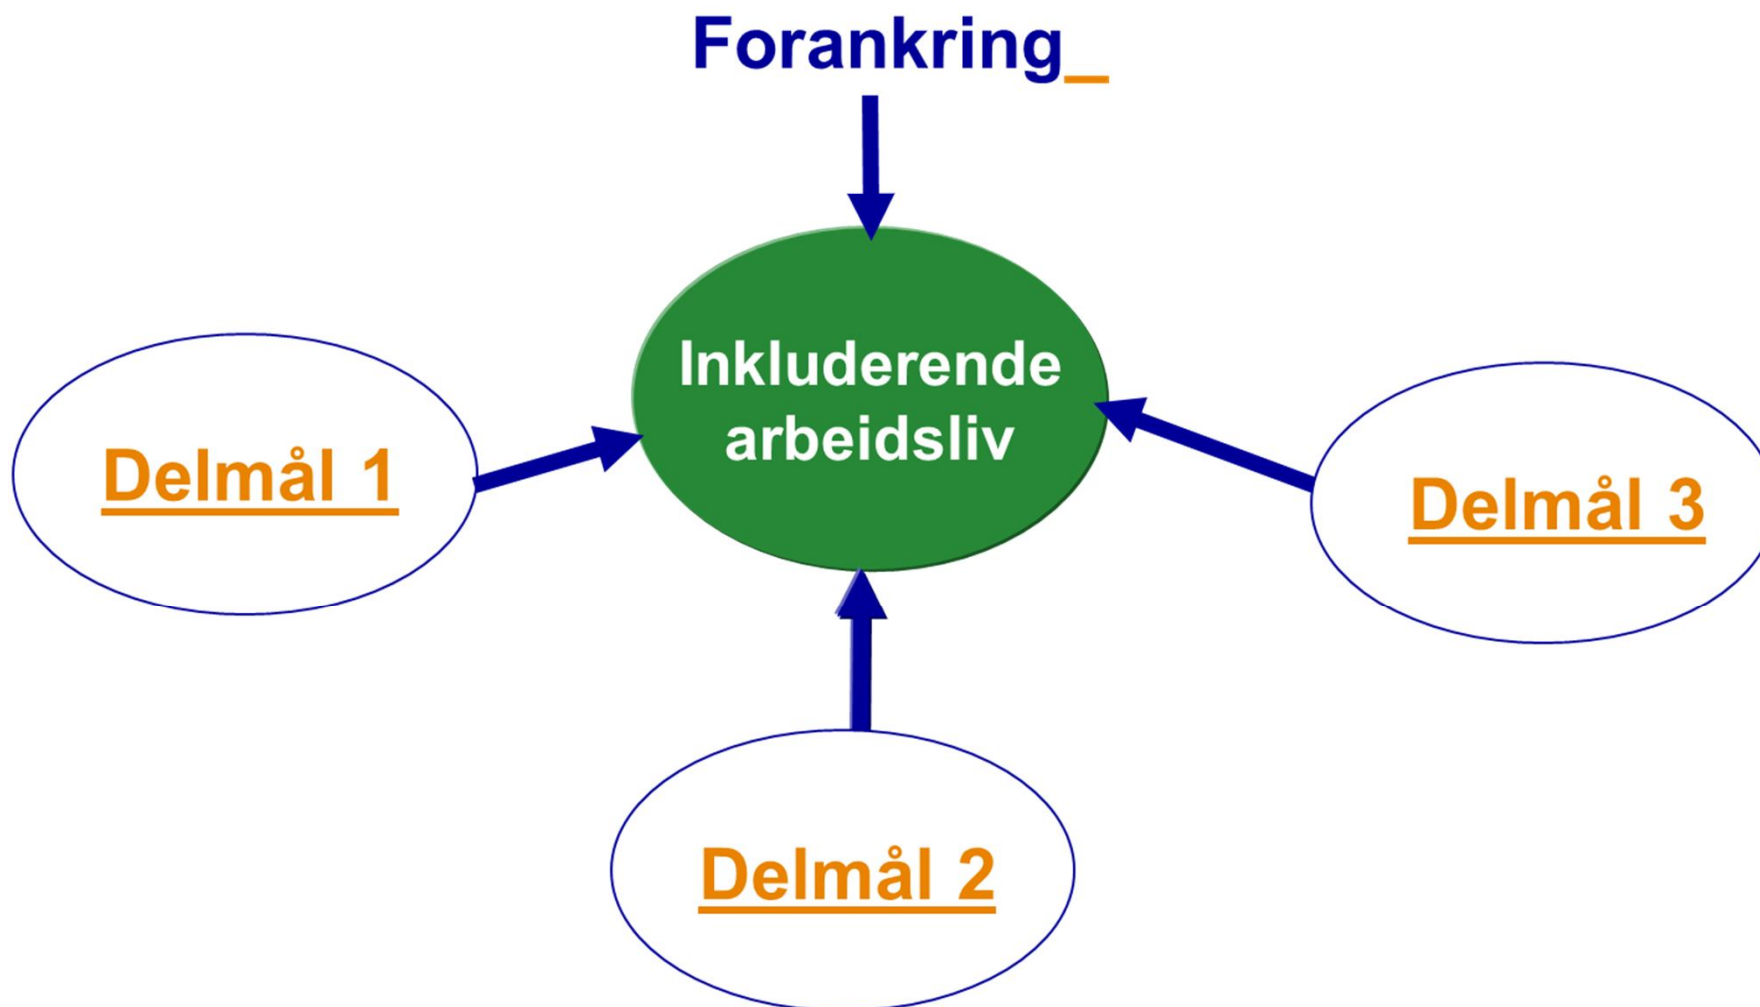 Forankring_
Inkluderende
arbeidsliv
Delmål 1
Delmål 3
Delmål 2